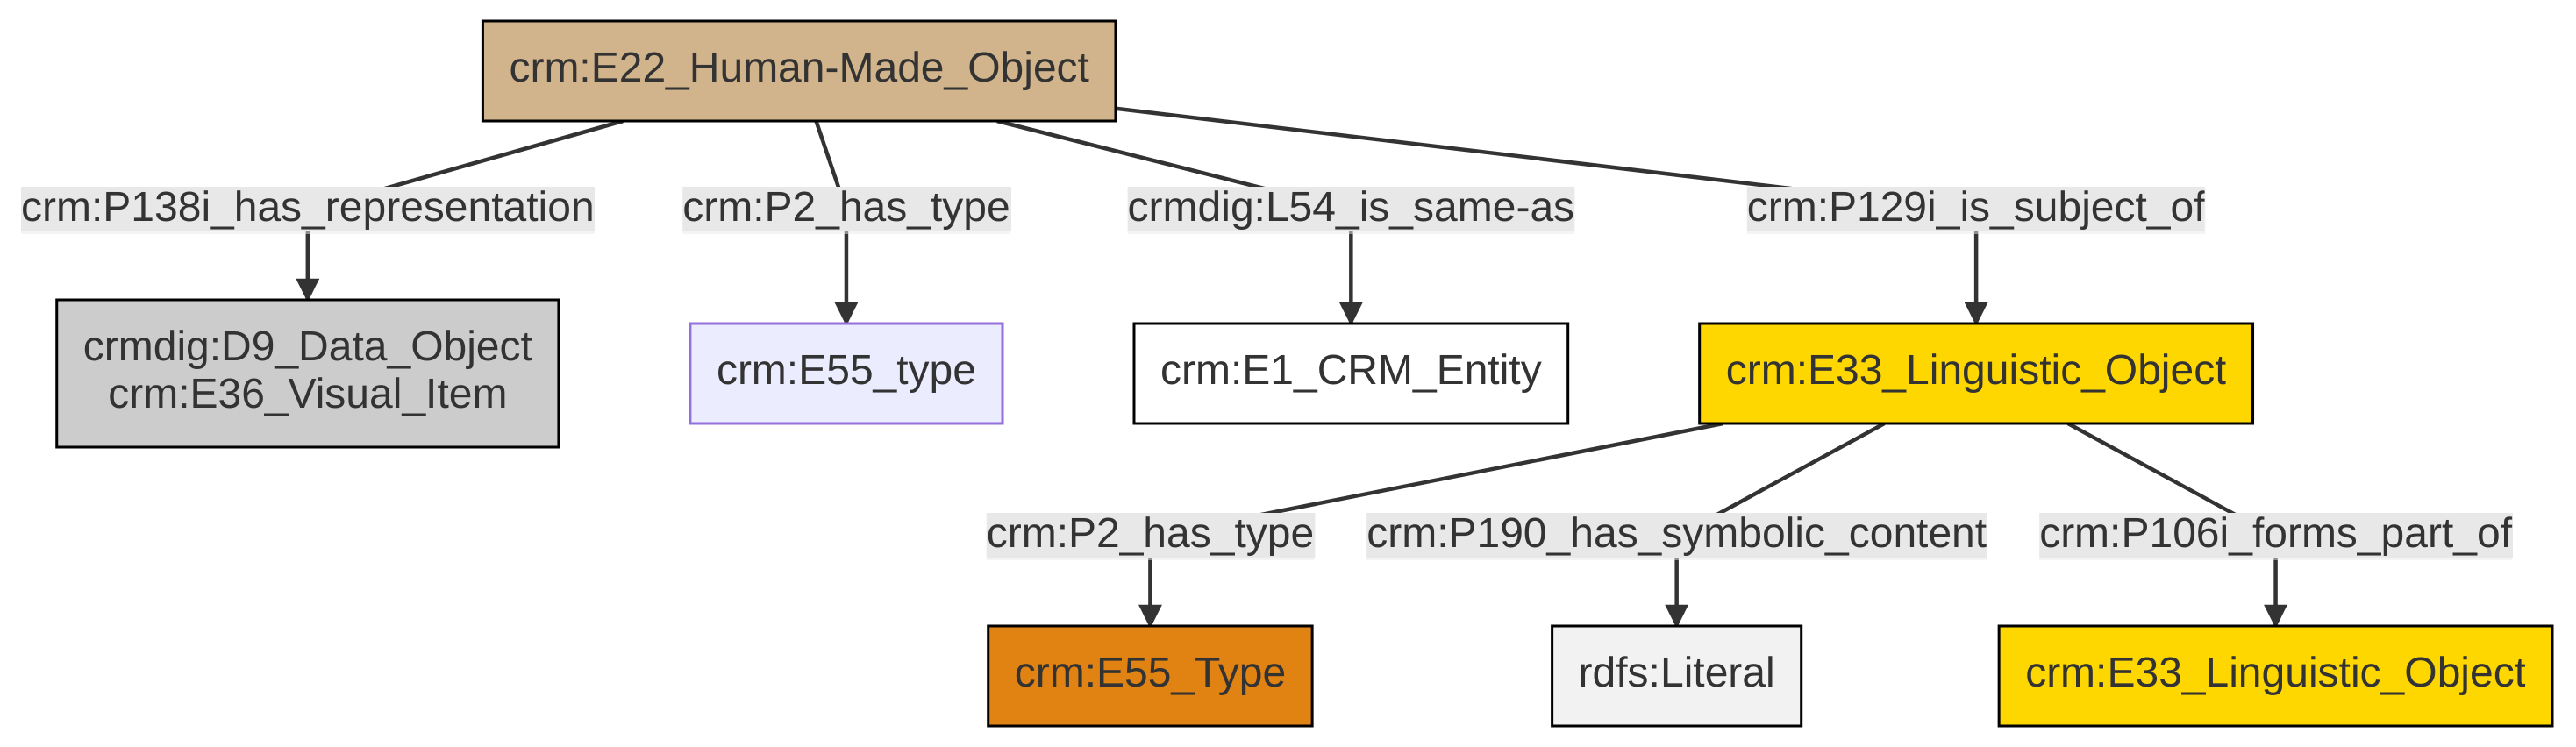 crm:E22_Human-Made_Object
crm:P138i_has_representation
crm:P2_has_type
crmdig:L54_is_same-as
crm:P129i_is_subject_of
crmdig:D9_Data_Object
crm:E36_Visual_Item
crm:E55_type
crm:E1_CRM_Entity
crm:E33_Linguistic_Object
crm:P2_has_type
crm:P190_has_symbolic_content
crm:P106i_forms_part_of
crm:E55_Type
rdfs:Literal
crm:E33_Linguistic_Object